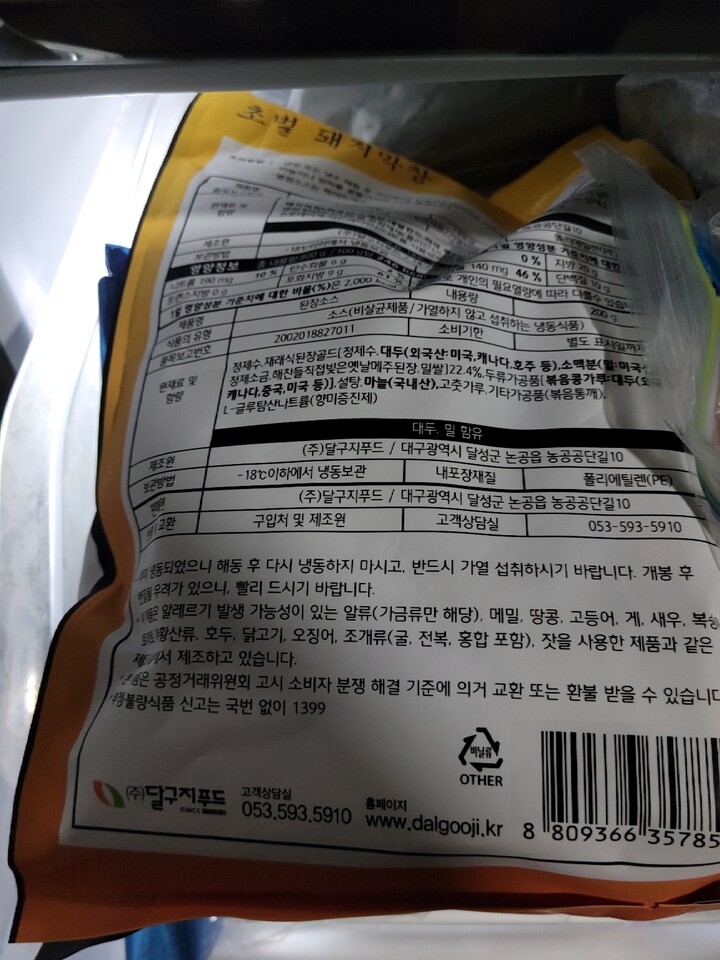 초벌 돼지막창
제조원
보관방법
-18℃이하에서 냉동
영양정보
나트륨 190 mg 10 % 탄수화물 6 g
트랜스지방 0 g
140 mg 46 % 단백질 10 g
1일 영양성분 기준치에 대한 비율(%)은 2,000 개인의 필요열량에 따라 다를수 있습니
제품명 된장소스 내용량 200 g
식품의 유형 소스(비살균제품/가열하지 않고 섭취하는 냉동식품)
품목보고번호 2002018827011 소비기한 별도 표시일까지
원재료 및 함량
정제수,재래식된장골드[정제수,대두(외국산:미국,캐나다,호주 등),소맥분(밀:미국
정제소금,해찬들직접빚은옛날메주된장,밀쌀]22.4%,두류가공품[볶음콩가루:대두(외
캐나다,중국,미국 등)],설탕,마늘(국내산),고춧가루,기타가공품(볶음통깨),
L-글루탐산나트륨(향미증진제)
대두, 밀 함유
제조원 (주)달구지푸드 / 대구광역시 달성군 논공읍 농공공단길10
보관방법 -18℃이하에서 냉동보관 내포장재질 폴리에틸렌(PE)
(주)달구지푸드 / 대구광역시 달성군 논공읍 농공공단길10
교환 구입처 및 제조원 고객상담실 053-593-5910
냉동되었으니 해동 후 다시 냉동하지 마시고, 반드시 가열 섭취하시기 바랍니다. 개봉 후
우려가 있으니, 빨리 드시기 바랍니다.
알레르기 발생 가능성이 있는 알류(가금류만 해당), 메밀, 땅콩, 고등어, 게, 새우, 복숭
아황산류, 호두, 닭고기, 오징어, 조개류(굴, 전복, 홍합 포함), 잣을 사용한 제품과 같은
제조하고 있습니다.
공정거래위원회 고시 소비자 분쟁 해결 기준에 의거 교환 또는 환불 받을 수 있습니다
불량식품 신고는 국번 없이 1399
비닐류
OTHER
(주)달구지푸드
고객상담실
053.593.5910
홈페이지
www.dalgooji.kr
8 809366 35785